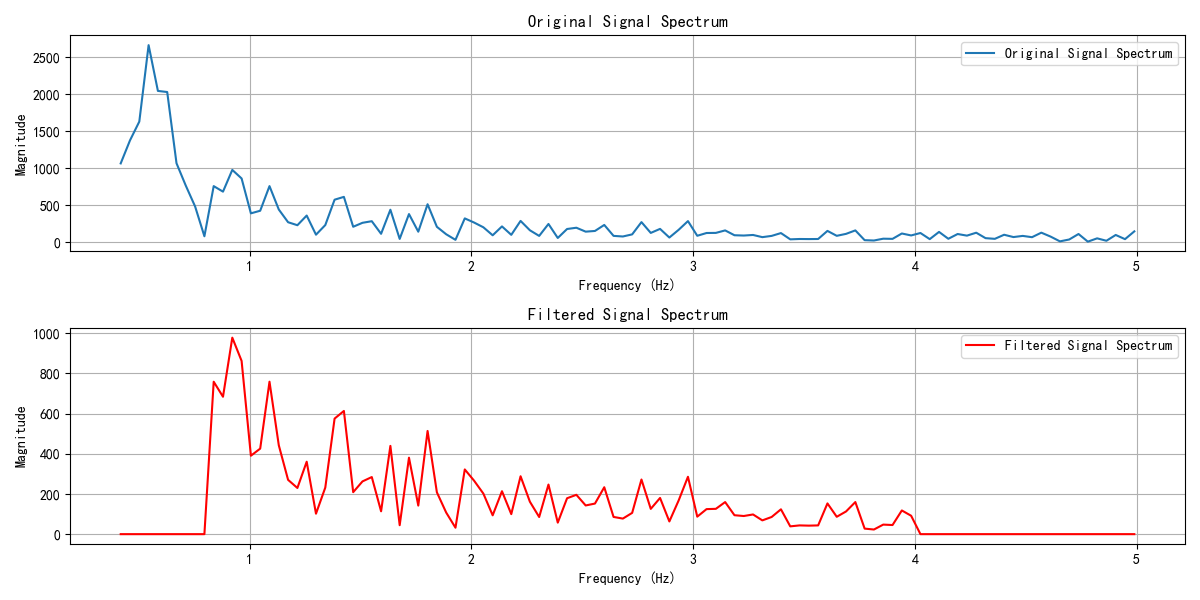 Original Signal Spectrum
Original Signal Spectrum
Magnitude
2500
2000
1500
1000
500
0
1
2
3
4
5
Frequency (Hz)
Filtered Signal Spectrum
Filtered Signal Spectrum
Magnitude
1000
800
600
400
200
0
1
2
3
4
5
Frequency (Hz)